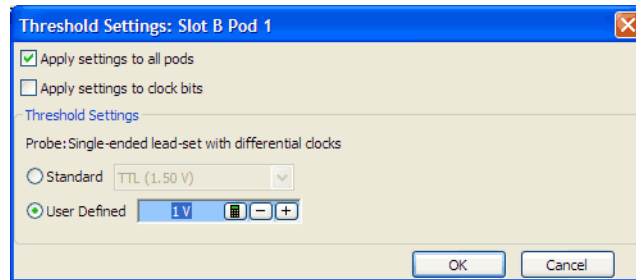 Threshold Settings: Slot B Pod 1
Apply settings to all pods
Apply settings to clock bits
Threshold Settings
Probe: Single-ended lead-set with differential clocks
Standard TTL (1.50 V)
User Defined 1 V
OK Cancel